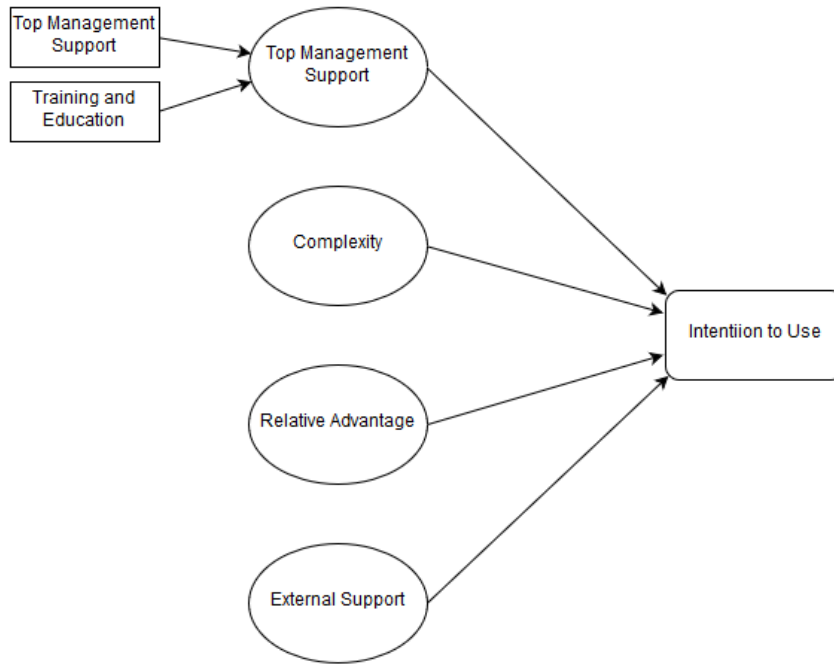 Top Management
Support
Training and
Education
Top Management
Support
Complexity
Relative Advantage
External Support
Intentiion to Use